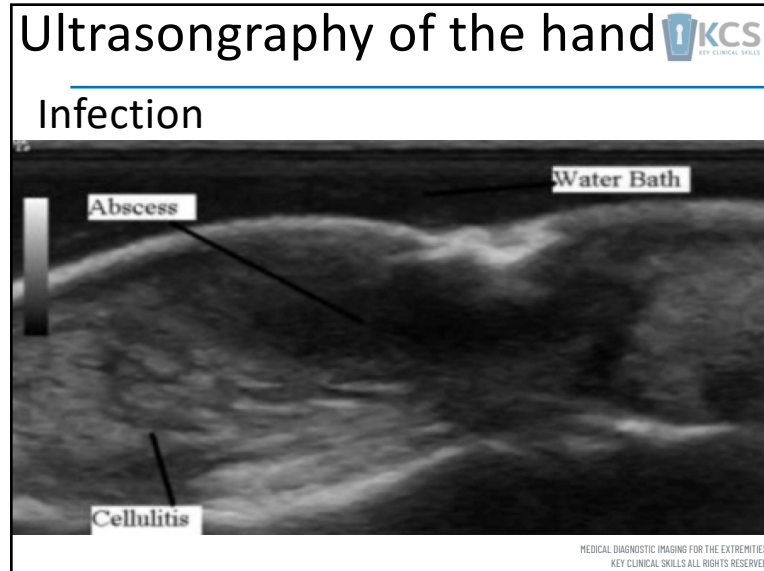 Ultrasongraphy of the hand
KCS
KEY CLINICAL SKILLS
Infection
Water Bath
Abscess
Cellulitis
MEDICAL DIAGNOSTIC IMAGING FOR THE EXTREMITIES
KEY CLINICAL SKILLS ALL RIGHTS RESERVE